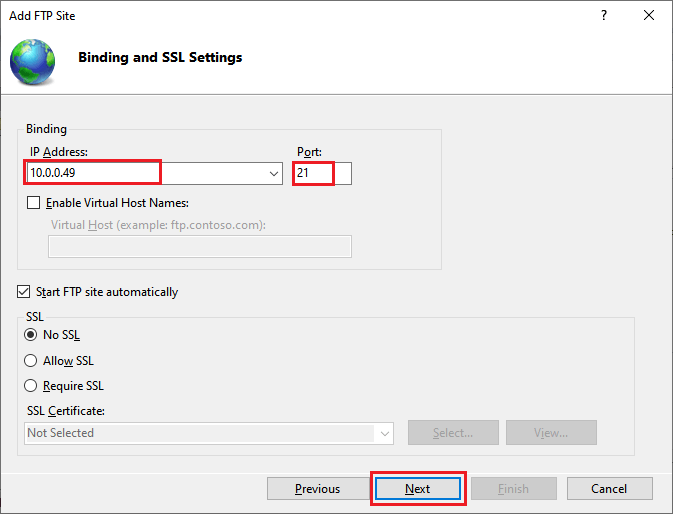 Add FTP Site
Binding and SSL Settings
Binding
IP Address: Port:
10.0.0.49 21
Enable Virtual Host Names:
Virtual Host (example: ftp.contoso.com):
Start FTP site automatically
SSL
No SSL
Allow SSL
Require SSL
SSL Certificate:
Not Selected Select... View...
Previous Next Finish Cancel